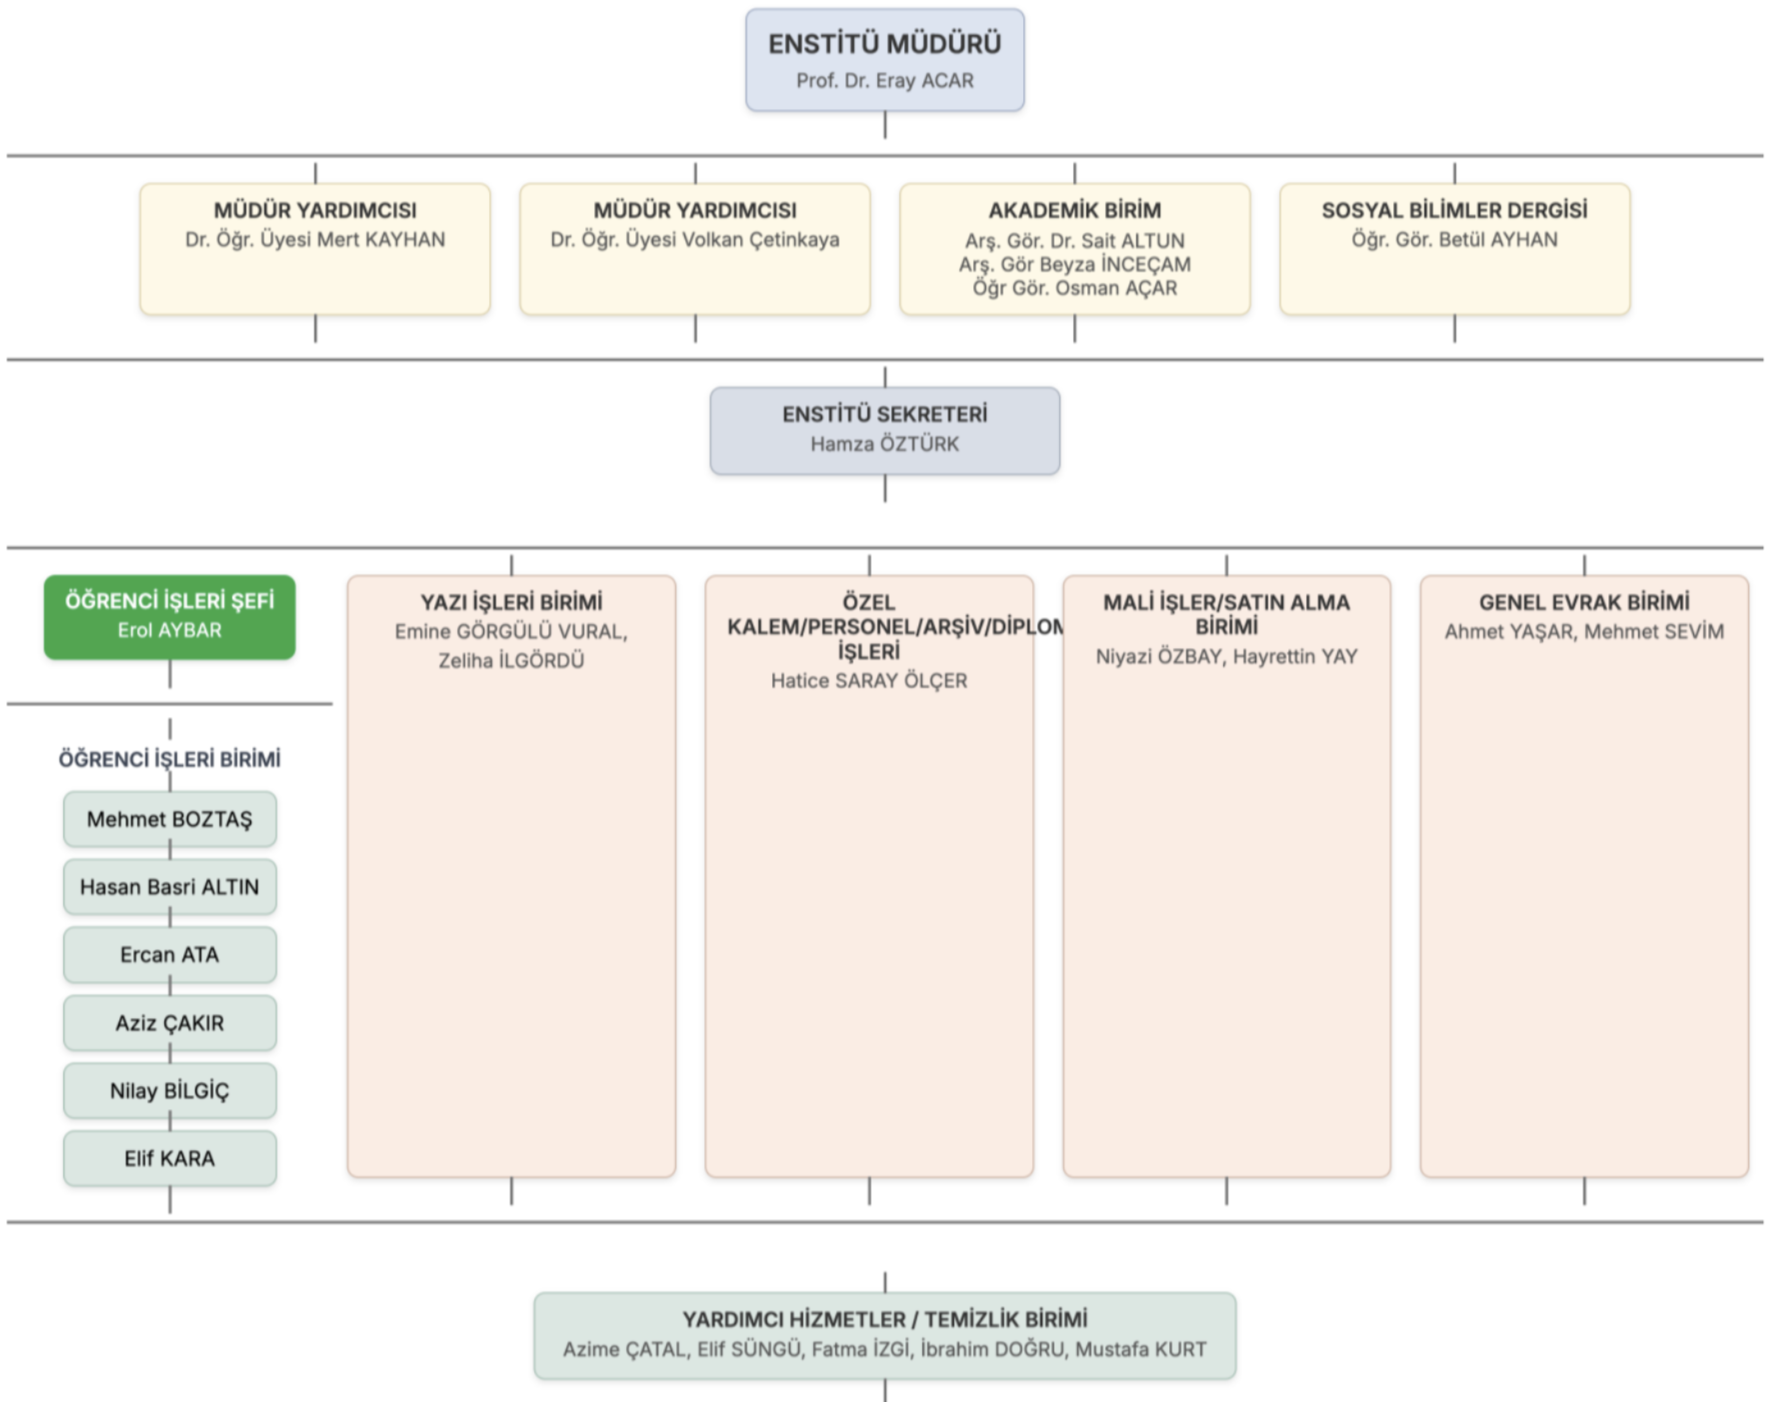 ENSTİTÜ MÜDÜRÜ
Prof. Dr. Eray ACAR
MÜDÜR YARDIMCISI
Dr. Öğr. Üyesi Mert KAYHAN
MÜDÜR YARDIMCISI
Dr. Öğr. Üyesi Volkan Çetinkaya
AKADEMİK BİRİM
Arş. Gör. Dr. Sait ALTUN
Arş. Gör Beyza İNCEÇAM
Öğr Gör. Osman AÇAR
SOSYAL BİLİMLER DERGİSİ
Öğr. Gör. Betül AYHAN
ENSTİTÜ SEKRETERİ
Hamza ÖZTÜRK
ÖĞRENCİ İŞLERİ ŞEFİ
Erol AYBAR
ÖĞRENCİ İŞLERİ BİRİMİ
Mehmet BOZTAŞ
Hasan Basri ALTIN
Ercan ATA
Aziz ÇAKIR
Nilay BİLGİÇ
Elif KARA
YAZI İŞLERİ BİRİMİ
Emine GÖRGÜLÜ VURAL,
Zeliha İLGÖRDÜ
ÖZEL
KALEM/PERSONEL/ARŞİV/DİPLOM
İŞLERİ
Hatice SARAY ÖLÇER
MALİ İŞLER/SATIN ALMA
BİRİMİ
Niyazi ÖZBAY, Hayrettin YAY
GENEL EVRAK BİRİMİ
Ahmet YAŞAR, Mehmet SEVİM
YARDIMCI HİZMETLER / TEMİZLİK BİRİMİ
Azime ÇATAL, Elif SÜNGÜ, Fatma İZGİ, İbrahim DOĞRU, Mustafa KURT